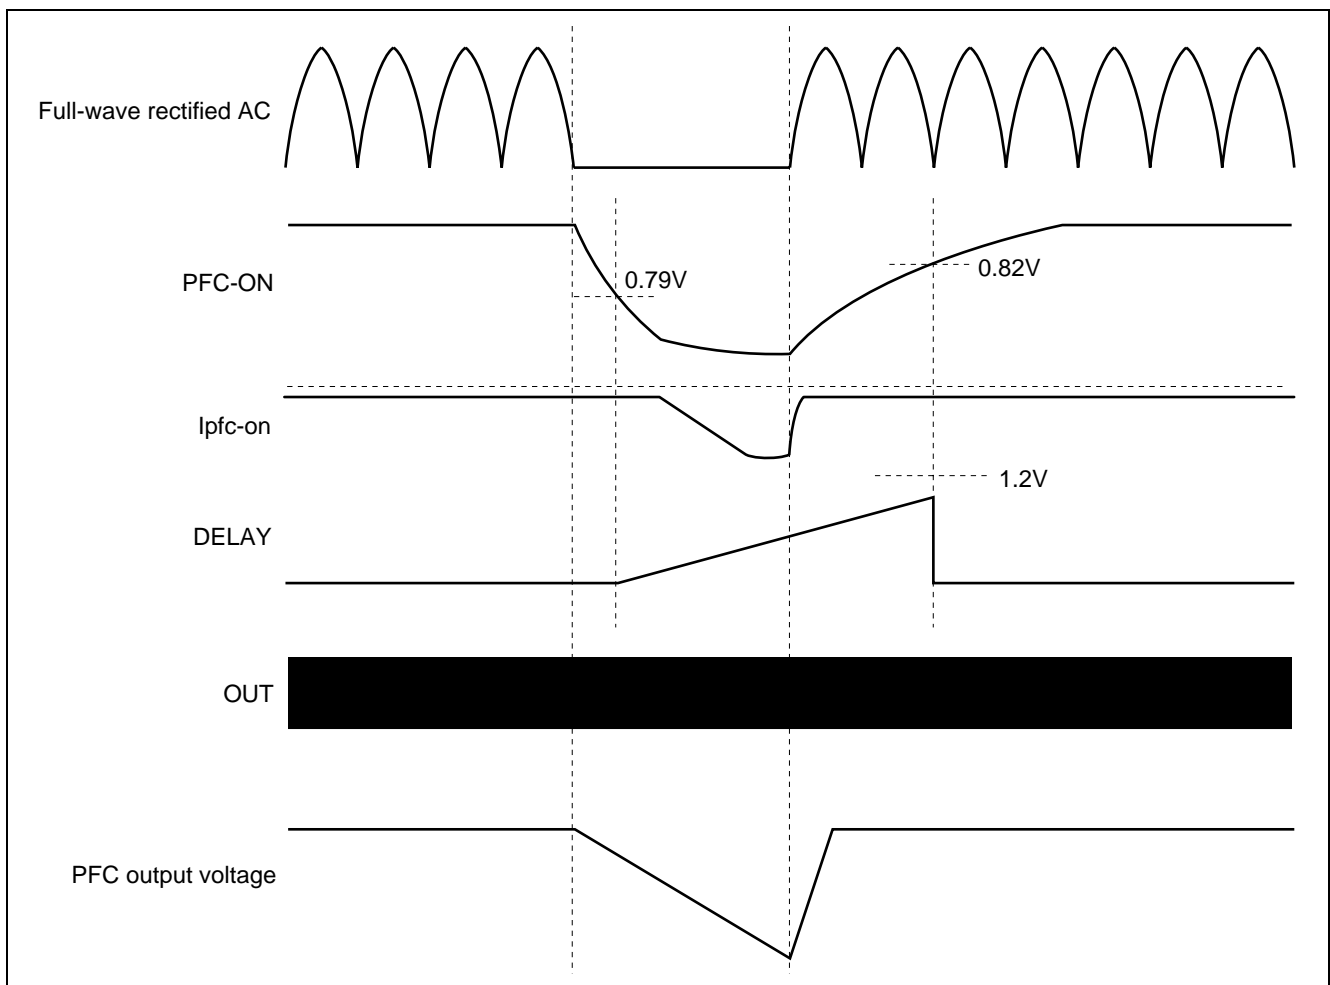 Full-wave rectified AC
PFC-ON
0.79V
0.82V
Ipfc-on
1.2V
DELAY
OUT
PFC output voltage